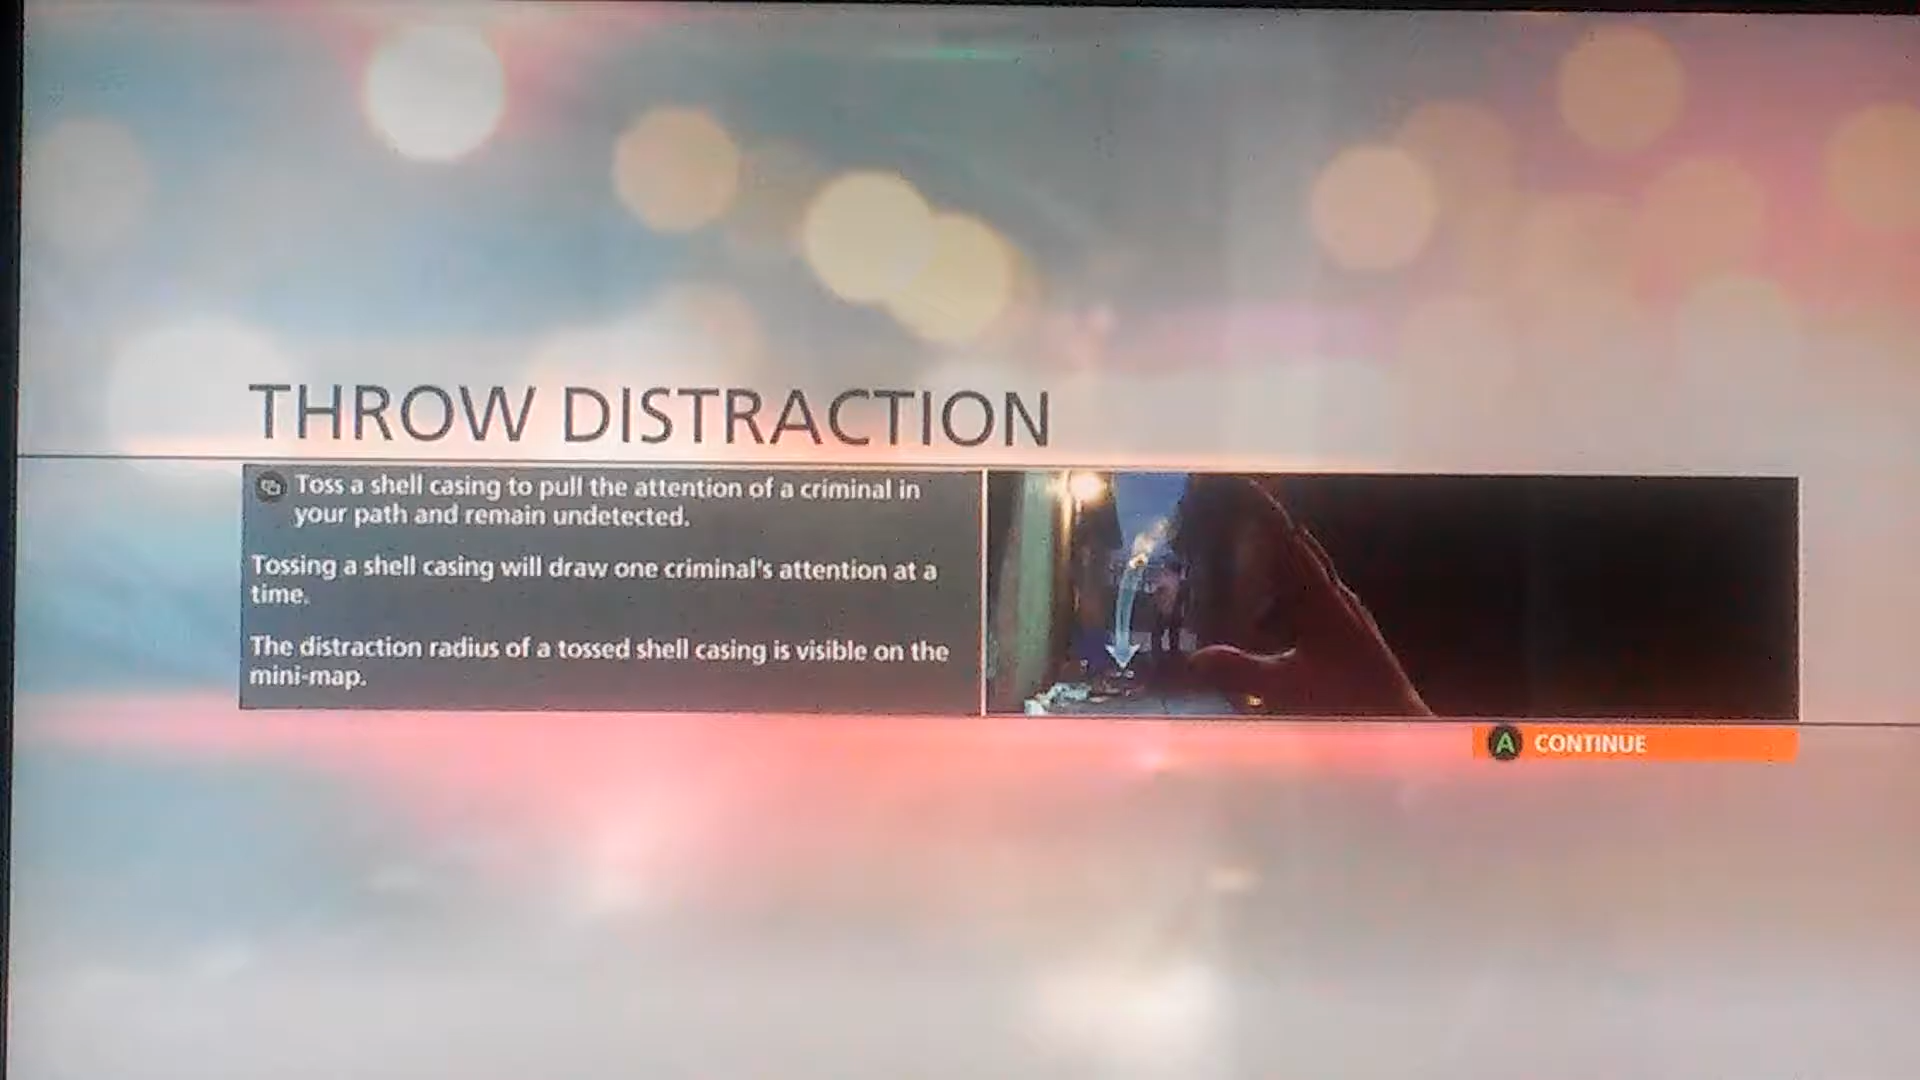 THROW DISTRACTION
Toss a shell casing to pull the attention of a criminal in
your path and remain undetected.
Tossing a shell casing will draw one criminal's attention at a
time.
The distraction radius of a tossed shell casing is visible on the
mini-map.
A CONTINUE